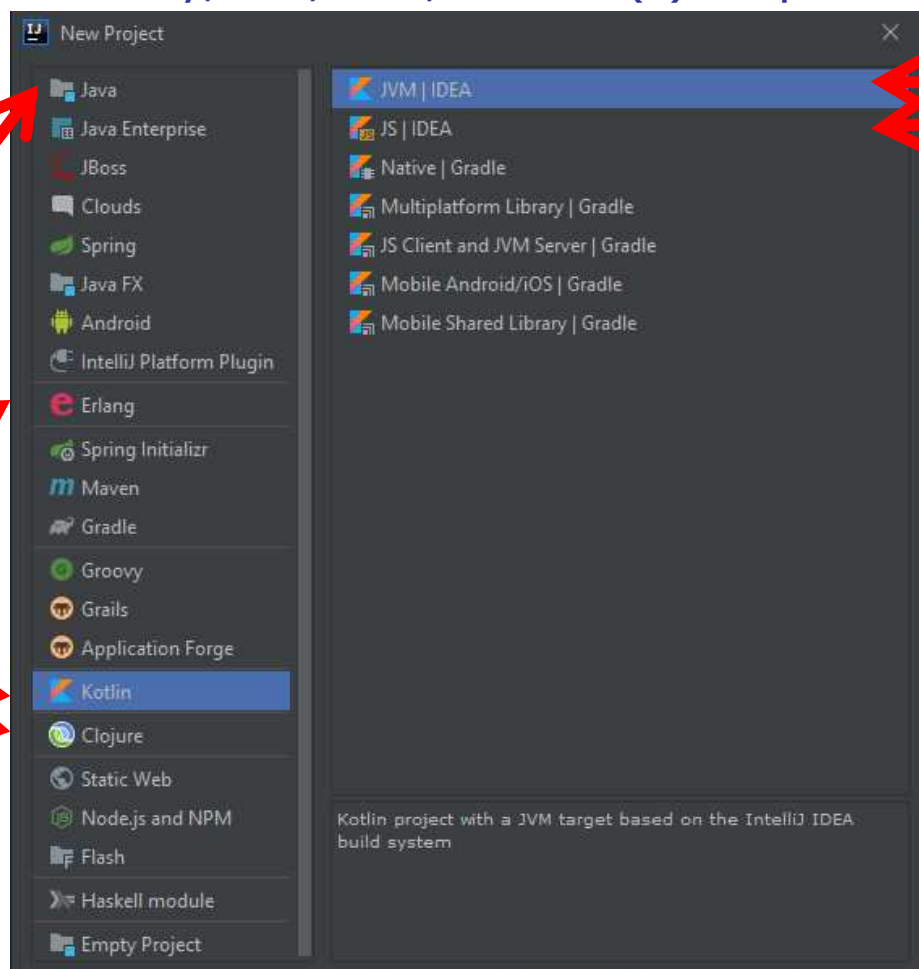 New Project
Java
Java Enterprise
JBoss
Clouds
Spring
Java FX
Android
IntelliJ Platform Plugin
Erlang
Spring Initializr
Maven
Gradle
Groovy
Grails
Application Forge
Kotlin
Clojure
Static Web
Node.js and NPM
Flash
Haskell module
Empty Project
JVM | IDEA
JS | IDEA
Native | Gradle
Multiplatform Library | Gradle
JS Client and JVM Server | Gradle
Mobile Android/iOS | Gradle
Mobile Shared Library | Gradle
Kotlin project with a JVM target based on the IntelliJ IDEA
build system